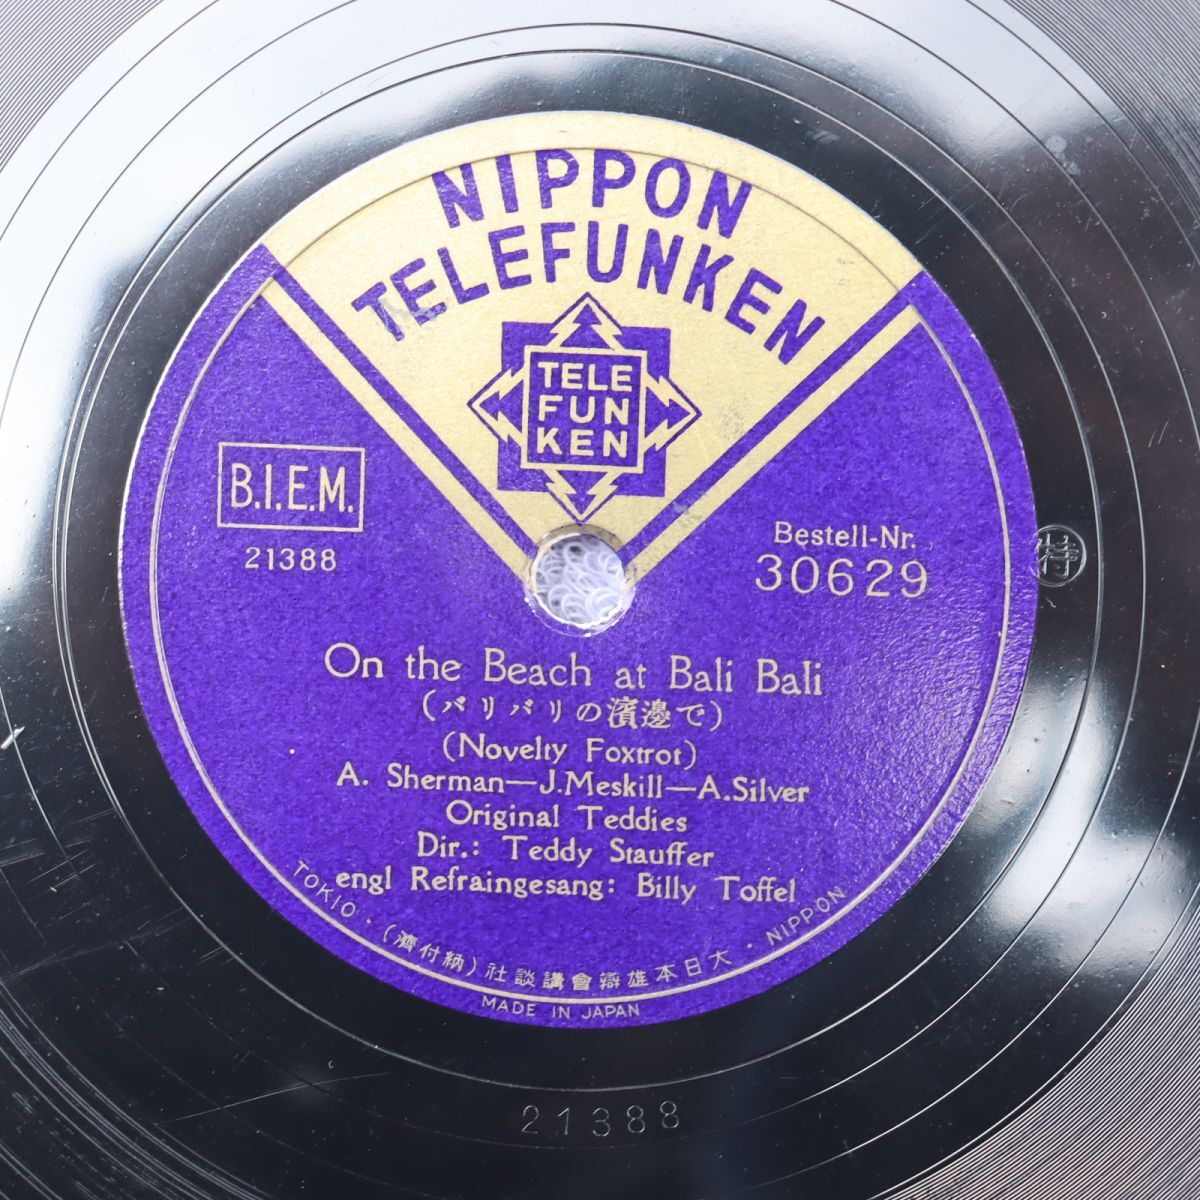 NIPPON
TELEFUNKEN
TELE
FUN
KEN
B.I.E.M.
21388
Bestell-Nr.
30629
特
On the Beach at Bali Bali
(バリバリの濱邊で)
(Novelty Foxtrot)
A. Sherman—J.Meskill—A.Silver
Original Teddies
Dir.: Teddy Stauffer
engl Refraingesang: Billy Toffel
TOKIO・(濟付納)社談講會辯雄本日大・NIPPON
MADE IN JAPAN
21388